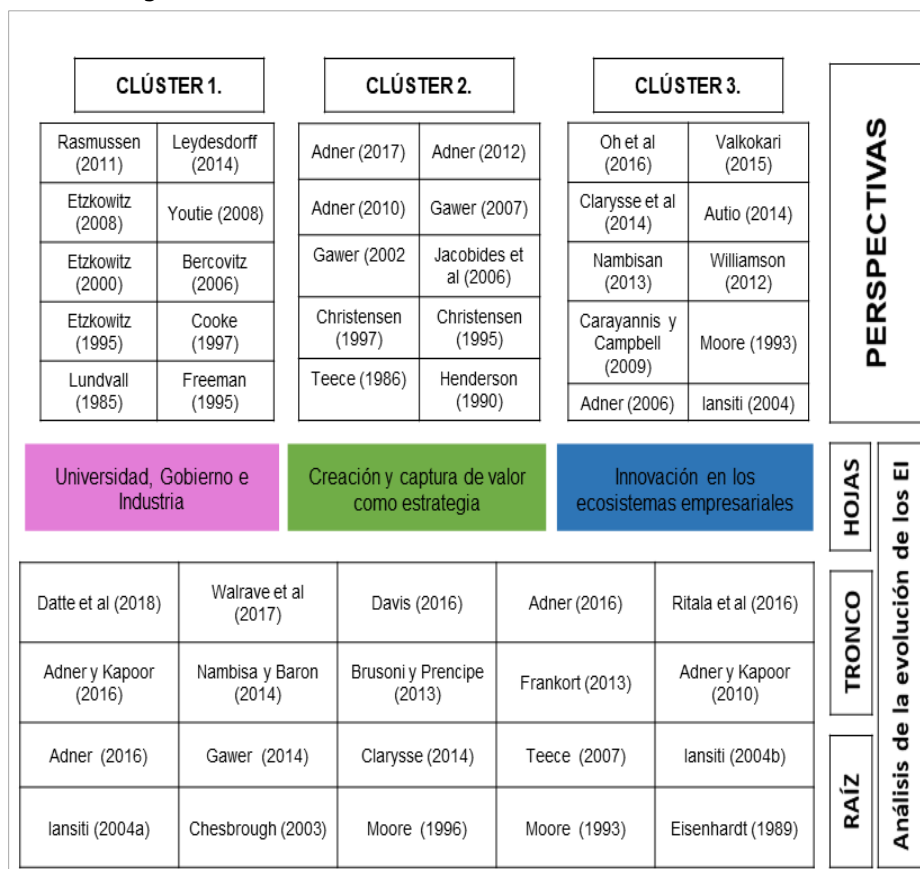 CLÚSTER 1.
CLÚSTER 2.
CLÚSTER 3.
Rasmussen
(2011)
Leydesdorff
(2014)
Etzkowitz
(2008)
Youtie (2008)
Etzkowitz
(2000)
Bercovitz
(2006)
Etzkowitz
(1995)
Cooke
(1997)
Lundvall
(1985)
Freeman
(1995)
Adner (2017)
Adner (2012)
Adner (2010)
Gawer (2007)
Gawer (2002
Jacobides et
al (2006)
Christensen
(1997)
Christensen
(1995)
Teece (1986)
Henderson
(1990)
Oh et al
(2016)
Valkokari
(2015)
Clarysse et al
(2014)
Autio (2014)
Nambisan
(2013)
Williamson
(2012)
Carayannis y
Campbell
(2009)
Moore (1993)
Adner (2006)
Iansiti (2004)
PERSPECTIVAS
Universidad, Gobierno e
Industria
Creación y captura de valor
como estrategia
Innovación en los
ecosistemas empresariales
HOJAS
Datte et al (2018)
Walrave et al
(2017)
Davis (2016)
Adner (2016)
Ritala et al (2016)
Adner y Kapoor
(2016)
Nambisa y Baron
(2014)
Brusoni y Prencipe
(2013)
Frankort (2013)
Adner y Kapoor
(2010)
TRONCO
Adner (2016)
Gawer (2014)
Clarysse (2014)
Teece (2007)
Iansiti (2004b)
Iansiti (2004a)
Chesbrough (2003)
Moore (1996)
Moore (1993)
Eisenhardt (1989)
RAÍZ
Análisis de la evolución de los EI